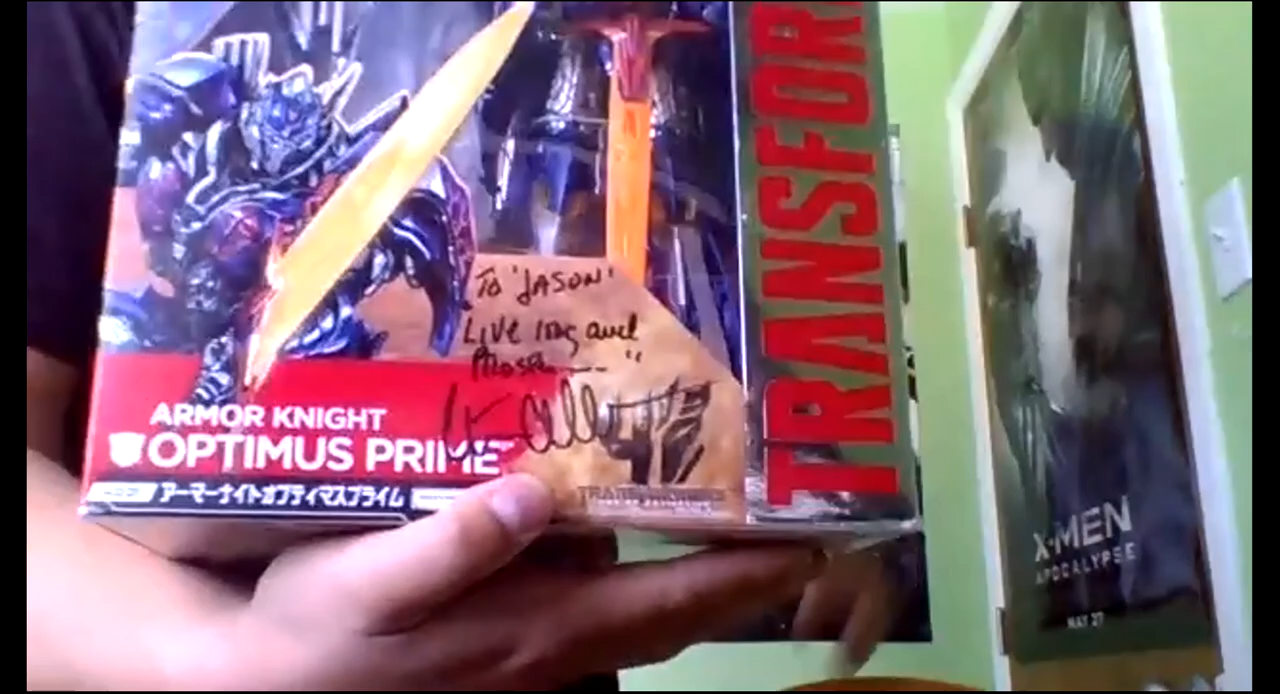 TRANSFOR
To 'JASON'
Live long and
ARMOR KNIGHT
OPTIMUS PRIME
アーマーナイトオプティマスプライム
TRANSFORMERS
X-MEN
APOCALYPSE
MAY 27